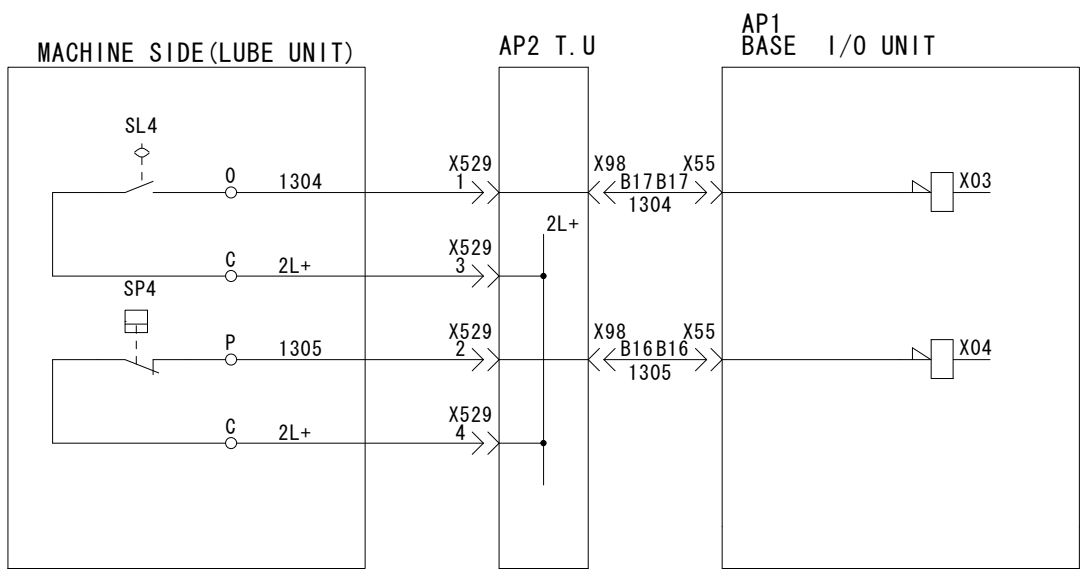 MACHINE SIDE(LUBE UNIT)
AP2 T.U
AP1
BASE I/O UNIT
SL4
O
1304
X529
1
X98
B17B17
X55
1304
X03
2L+
C
2L+
X529
3
SP4
P
1305
X529
2
X98
B16B16
X55
1305
X04
C
2L+
X529
4